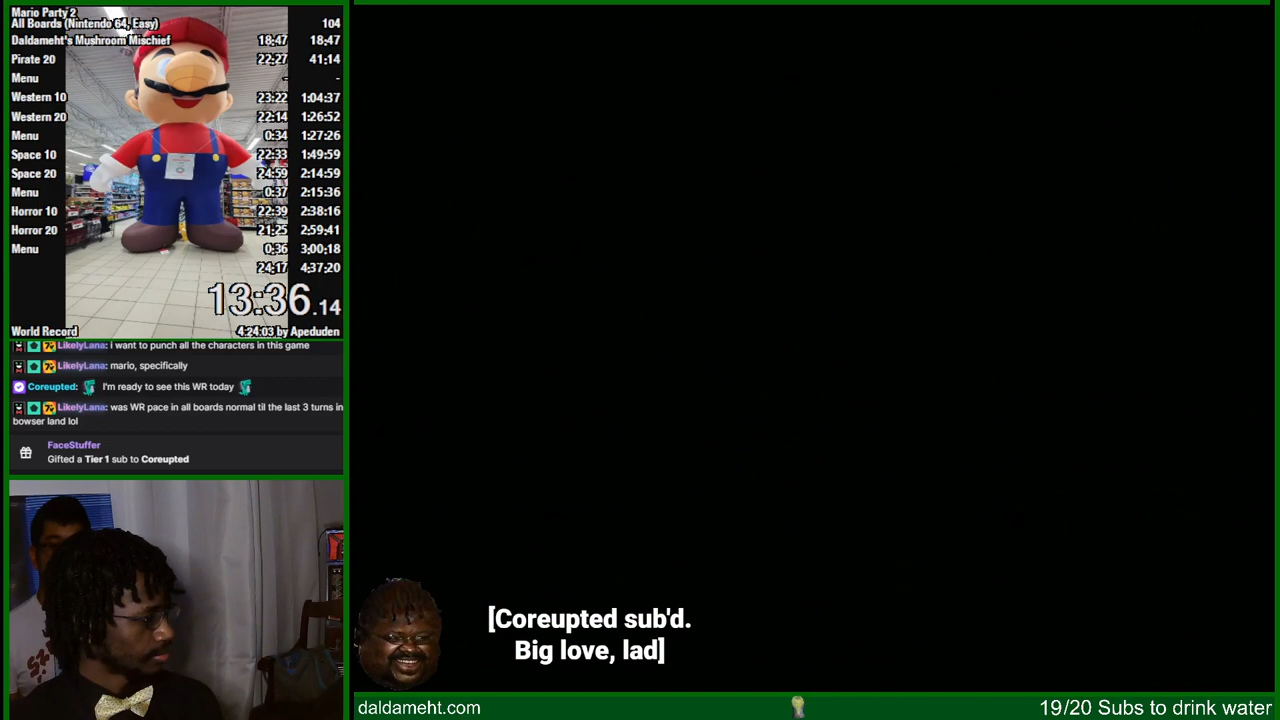 Mario Party 2
All Boards (Nintendo 64, Easy) 104
Daldameht's Mushroom Mischief 18:47 18:47
Pirate 20 22:27 41:14
Menu - -
Western 10 23:22 1:04:37
Western 20 22:14 1:26:52
Menu 0:34 1:27:26
Space 10 22:33 1:49:59
Space 20 24:59 2:14:59
Menu 0:37 2:15:36
Horror 10 22:39 2:38:16
Horror 20 21:25 2:59:41
Menu 0:36 3:00:18
24:17 4:37:20
13:36.14
World Record 4:24:03 by Apeduden
LikelyLana: i want to punch all the characters in this game
LikelyLana: mario, specifically
Coreupted: I'm ready to see this WR today
LikelyLana: was WR pace in all boards normal til the last 3 turns in
bowser land lol
FaceStuffer
Gifted a Tier 1 sub to Coreupted
[Coreupted sub'd.
Big love, lad]
daldameht.com 19/20 Subs to drink water